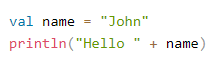 val name = "John"
println("Hello " + name)